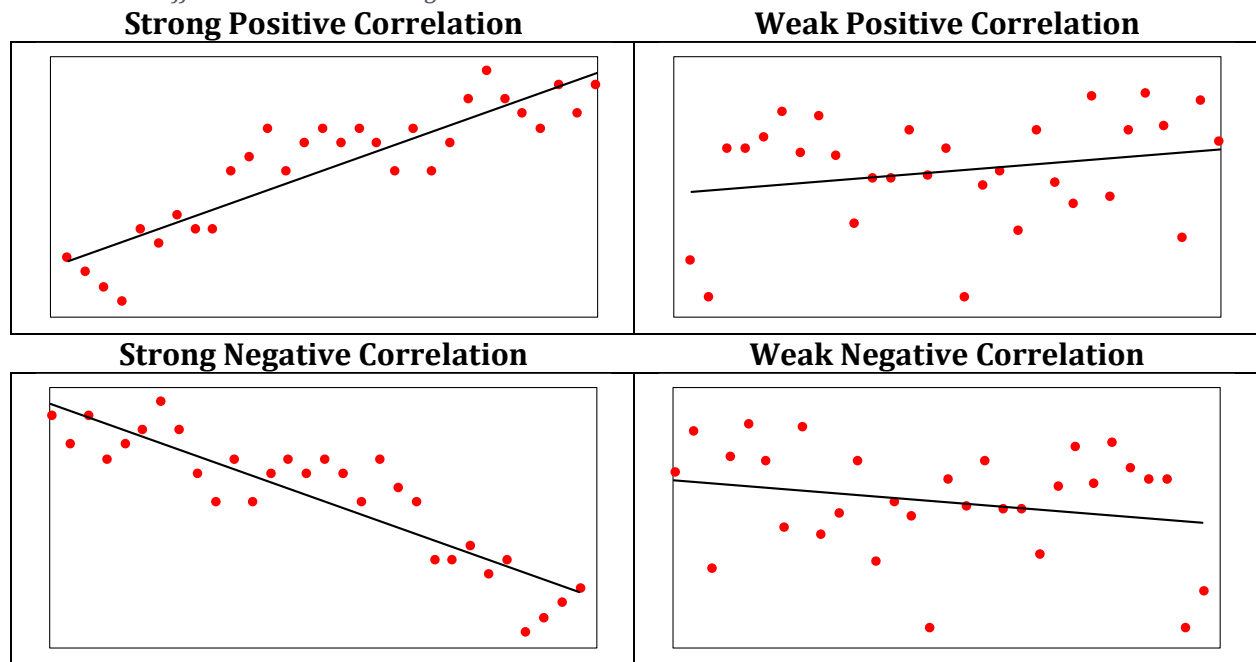 Strong Positive Correlation
Weak Positive Correlation
Strong Negative Correlation
Weak Negative Correlation